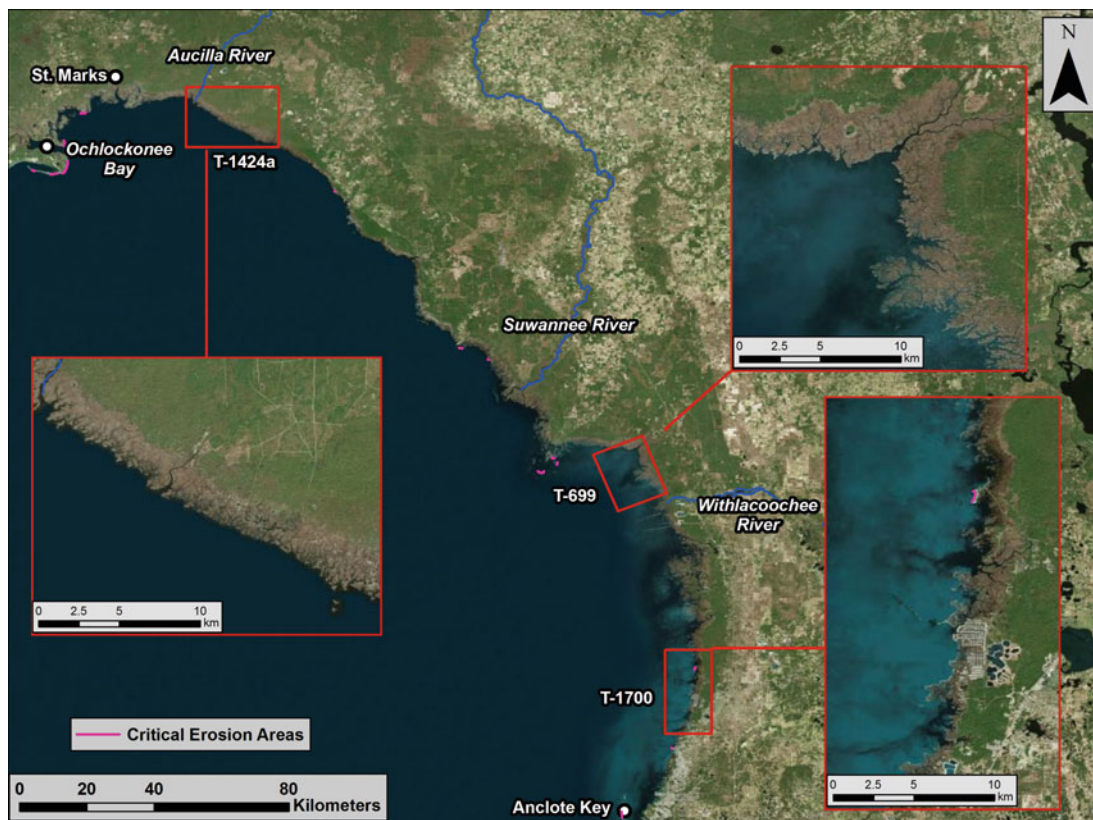 N
Aucilla River
St. Marks
Ochlockonee
Bay
T-1424a
0 2.5 5 10
km
Suwannee River
T-699
Withlacoochee
River
0 2.5 5 10
km
T-1700
Critical Erosion Areas
0 20 40 80
Kilometers
Anclote Key
0 2.5 5 10
km